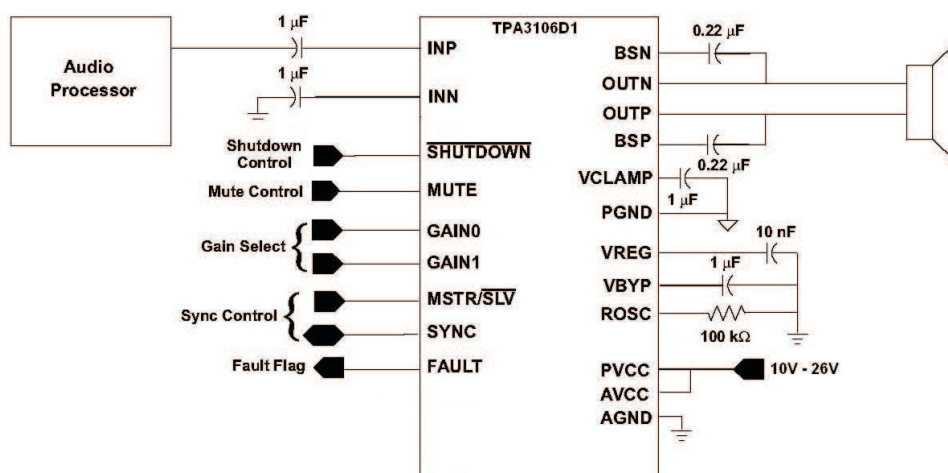 TPA3106D1
Audio
Processor
1 μF
INP
1 μF
INN
Shutdown
Control
SHUTDOWN
Mute Control
MUTE
Gain Select
GAIN0
GAIN1
Sync Control
MSTR/SLV
SYNC
Fault Flag
FAULT
0.22 μF
BSN
OUTN
OUTP
BSP
0.22 μF
VCLAMP
1 μF
PGND
10 nF
VREG
1 μF
VBYP
ROSC
100 kΩ
PVCC
10V - 26V
AVCC
AGND